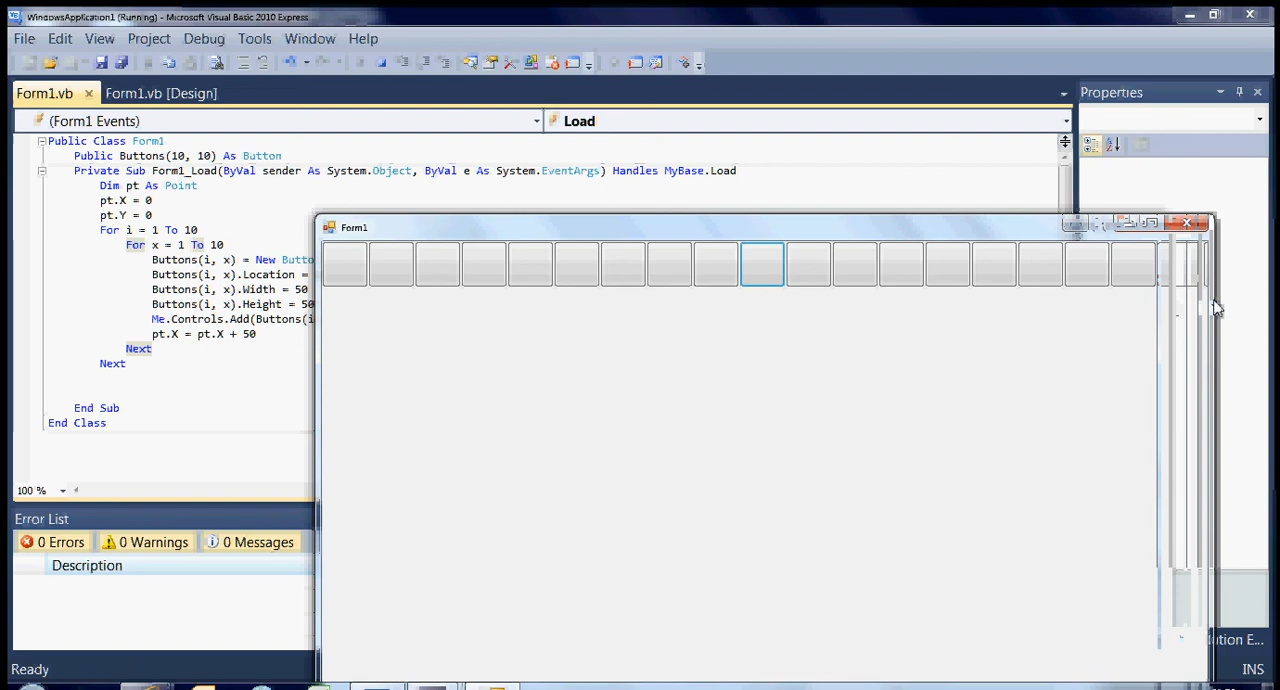 WindowsApplication1 (Running) - Microsoft Visual Basic 2010 Express
File Edit View Project Debug Tools Window Help
Form1.vb Form1.vb [Design] Properties
(Form1 Events) Load
Public Class Form1
Public Buttons(10, 10) As Button
Private Sub Form1_Load(ByVal sender As System.Object, ByVal e As System.EventArgs) Handles MyBase.Load
Dim pt As Point
pt.X = 0
pt.Y = 0
For i = 1 To 10
For x = 1 To 10
Buttons(i, x) = New Butto
Buttons(i, x).Location =
Buttons(i, x).Width = 50
Buttons(i, x).Height = 50
Me.Controls.Add(Buttons(i
pt.X = pt.X + 50
Next
Next
End Sub
End Class
Form1
100 %
Error List
0 Errors 0 Warnings 0 Messages
Description
ution E...
Ready INS